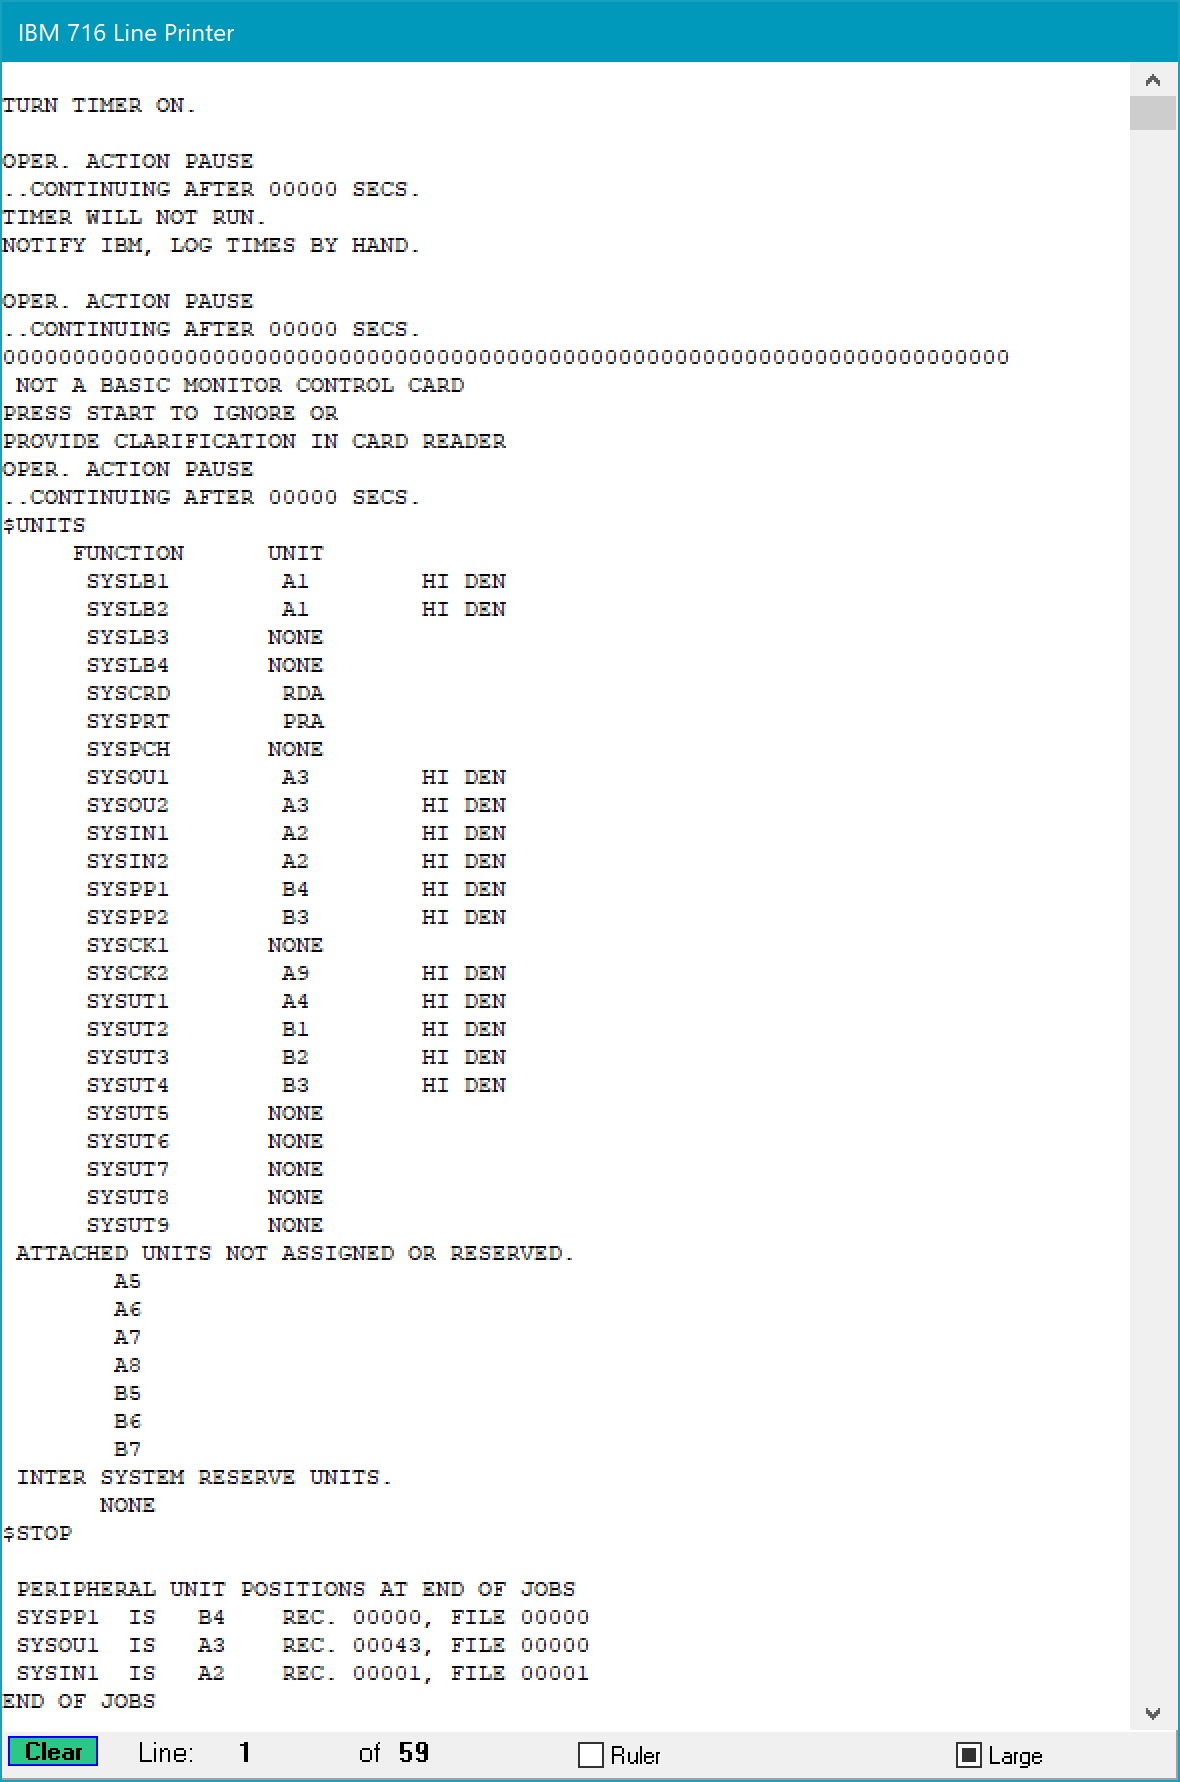 IBM 716 Line Printer
TURN TIMER ON.
OPER. ACTION PAUSE
..CONTINUING AFTER 00000 SECS.
TIMER WILL NOT RUN.
NOTIFY IBM, LOG TIMES BY HAND.
OPER. ACTION PAUSE
..CONTINUING AFTER 00000 SECS.
000000000000000000000000000000000000000000000000000000000000000000000000
NOT A BASIC MONITOR CONTROL CARD
PRESS START TO IGNORE OR
PROVIDE CLARIFICATION IN CARD READER
OPER. ACTION PAUSE
..CONTINUING AFTER 00000 SECS.
$UNITS
FUNCTION UNIT
SYSLB1 A1 HI DEN
SYSLB2 A1 HI DEN
SYSLB3 NONE
SYSLB4 NONE
SYSCRD RDA
SYSPRT PRA
SYSPCH NONE
SYSOU1 A3 HI DEN
SYSOU2 A3 HI DEN
SYSIN1 A2 HI DEN
SYSIN2 A2 HI DEN
SYSPP1 B4 HI DEN
SYSPP2 B3 HI DEN
SYSCK1 NONE
SYSCK2 A9 HI DEN
SYSUT1 A4 HI DEN
SYSUT2 B1 HI DEN
SYSUT3 B2 HI DEN
SYSUT4 B3 HI DEN
SYSUT5 NONE
SYSUT6 NONE
SYSUT7 NONE
SYSUT8 NONE
SYSUT9 NONE
ATTACHED UNITS NOT ASSIGNED OR RESERVED.
A5
A6
A7
A8
B5
B6
B7
INTER SYSTEM RESERVE UNITS.
NONE
$STOP
PERIPHERAL UNIT POSITIONS AT END OF JOBS
SYSPP1 IS B4 REC. 00000, FILE 00000
SYSOU1 IS A3 REC. 00043, FILE 00000
SYSIN1 IS A2 REC. 00001, FILE 00001
END OF JOBS
Clear Line: 1 of 59 Ruler Large